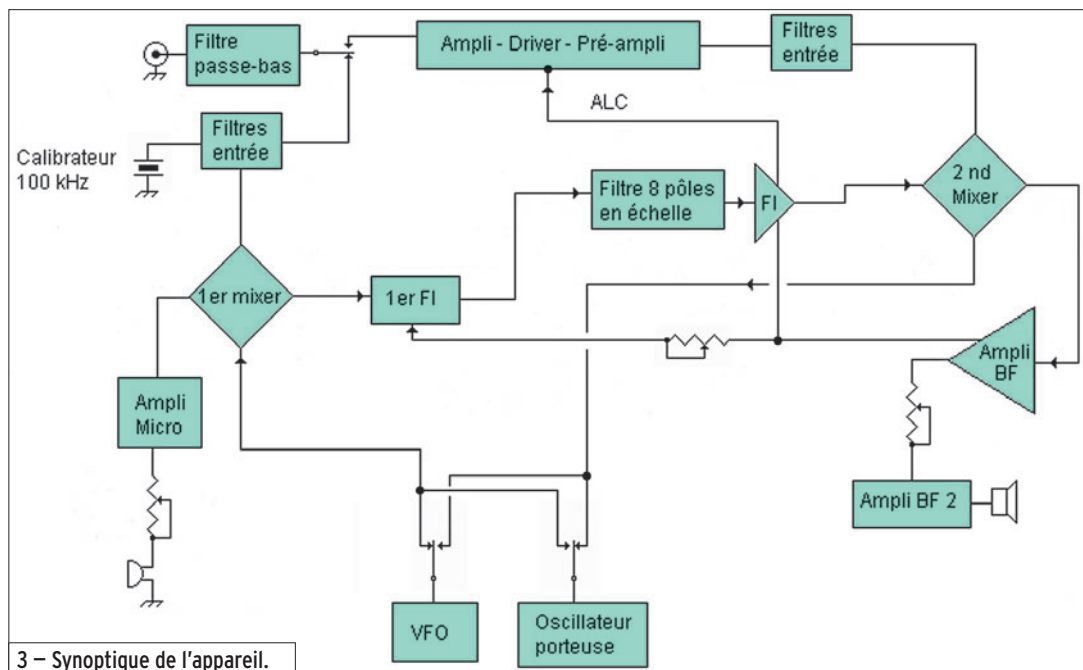 Filtre
passe-bas
Ampli - Driver - Pré-ampli
Filtres
entrée
ALC
Filtres
entrée
Calibrateur
100 kHz
Filtre 8 pôles
en échelle
FI
2 nd
Mixer
1er mixer
1er FI
Ampli
BF
Ampli
Micro
Ampli BF 2
VFO
Oscillateur
porteuse
3 – Synoptique de l'appareil.